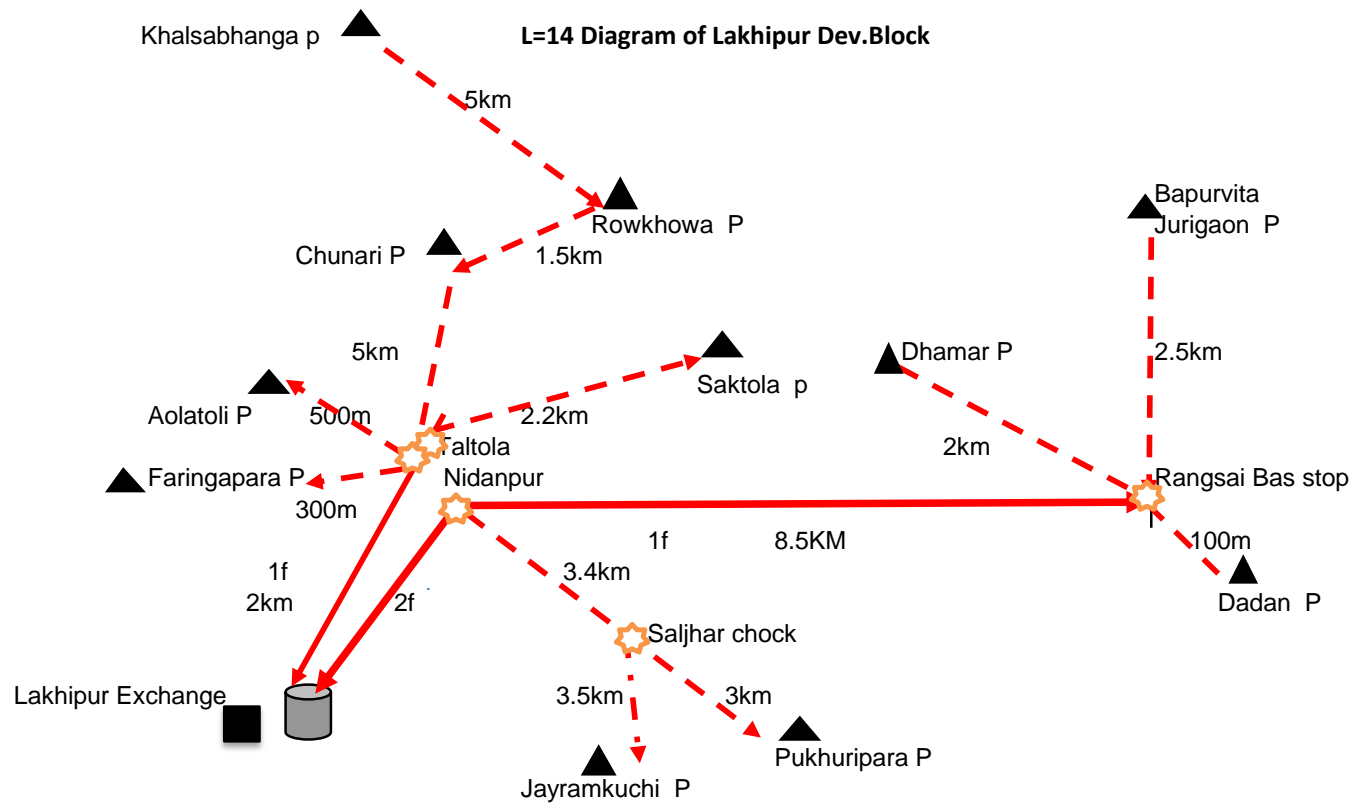 Khalsabhanga p
L=14 Diagram of Lakhipur Dev.Block
5km
Rowkhowa P
Bapurvita
Jurigaon P
Chunari P
1.5km
5km
Saktola p
Dhamar P
2.5km
Aolatoli P
500m
2.2km
2km
Taltola
Faringapara P
Nidanpur
Rangsai Bas stop
300m
1f
8.5KM
100m
1f
2km
2f
3.4km
Dadan P
Saljhar chock
Lakhipur Exchange
3.5km
3km
Pukhuripara P
Jayramkuchi P